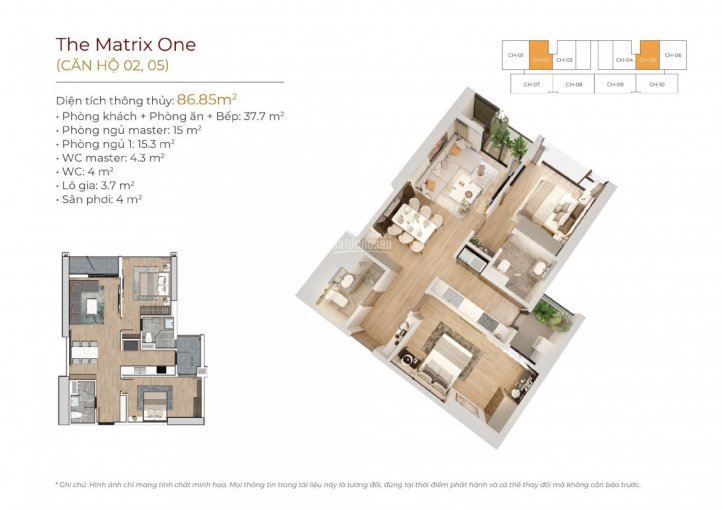 The Matrix One
(CĂN HỘ 02, 05)
Diện tích thông thủy: 86.85m²
• Phòng khách + Phòng ăn + Bếp: 37.7 m²
• Phòng ngủ master: 15 m²
• Phòng ngủ 1: 15.3 m²
• WC master: 4.3 m²
• WC: 4 m²
• Lô gia: 3.7 m²
• Sân phơi: 4 m²
CH-01 CH-02 CH-03 CH-04 CH-05 CH-06
CH-07 CH-08 CH-09 CH-10
* Ghi chú: Hình ảnh chỉ mang tính chất minh họa. Mọi thông tin trong tài liệu này là tương đối, đúng tại thời điểm phát hành và có thể thay đổi mà không cần báo trước.